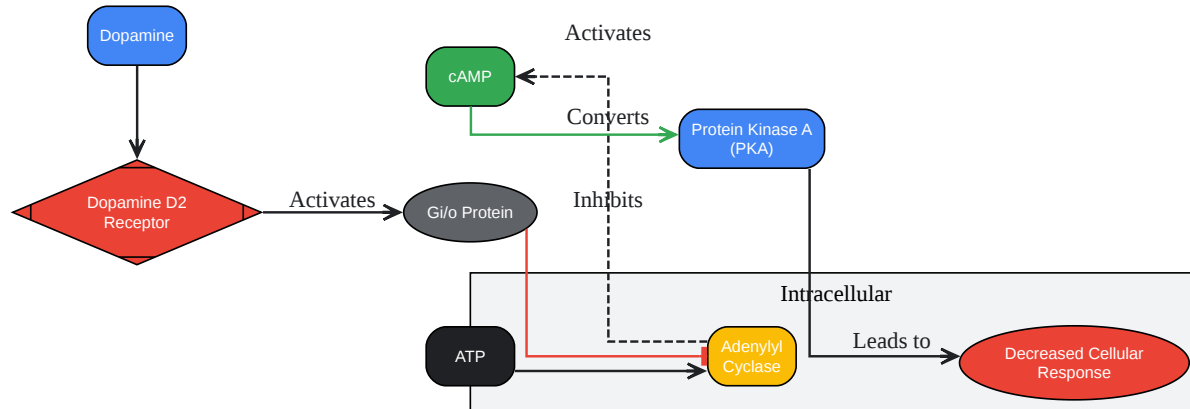 Activates
Dopamine
cAMP
Converts
Protein Kinase A
(PKA)
Dopamine D2
Receptor
Activates
Gi/o Protein
Inhibits
Intracellular
ATP
Adenylyl
Cyclase
Leads to
Decreased Cellular
Response